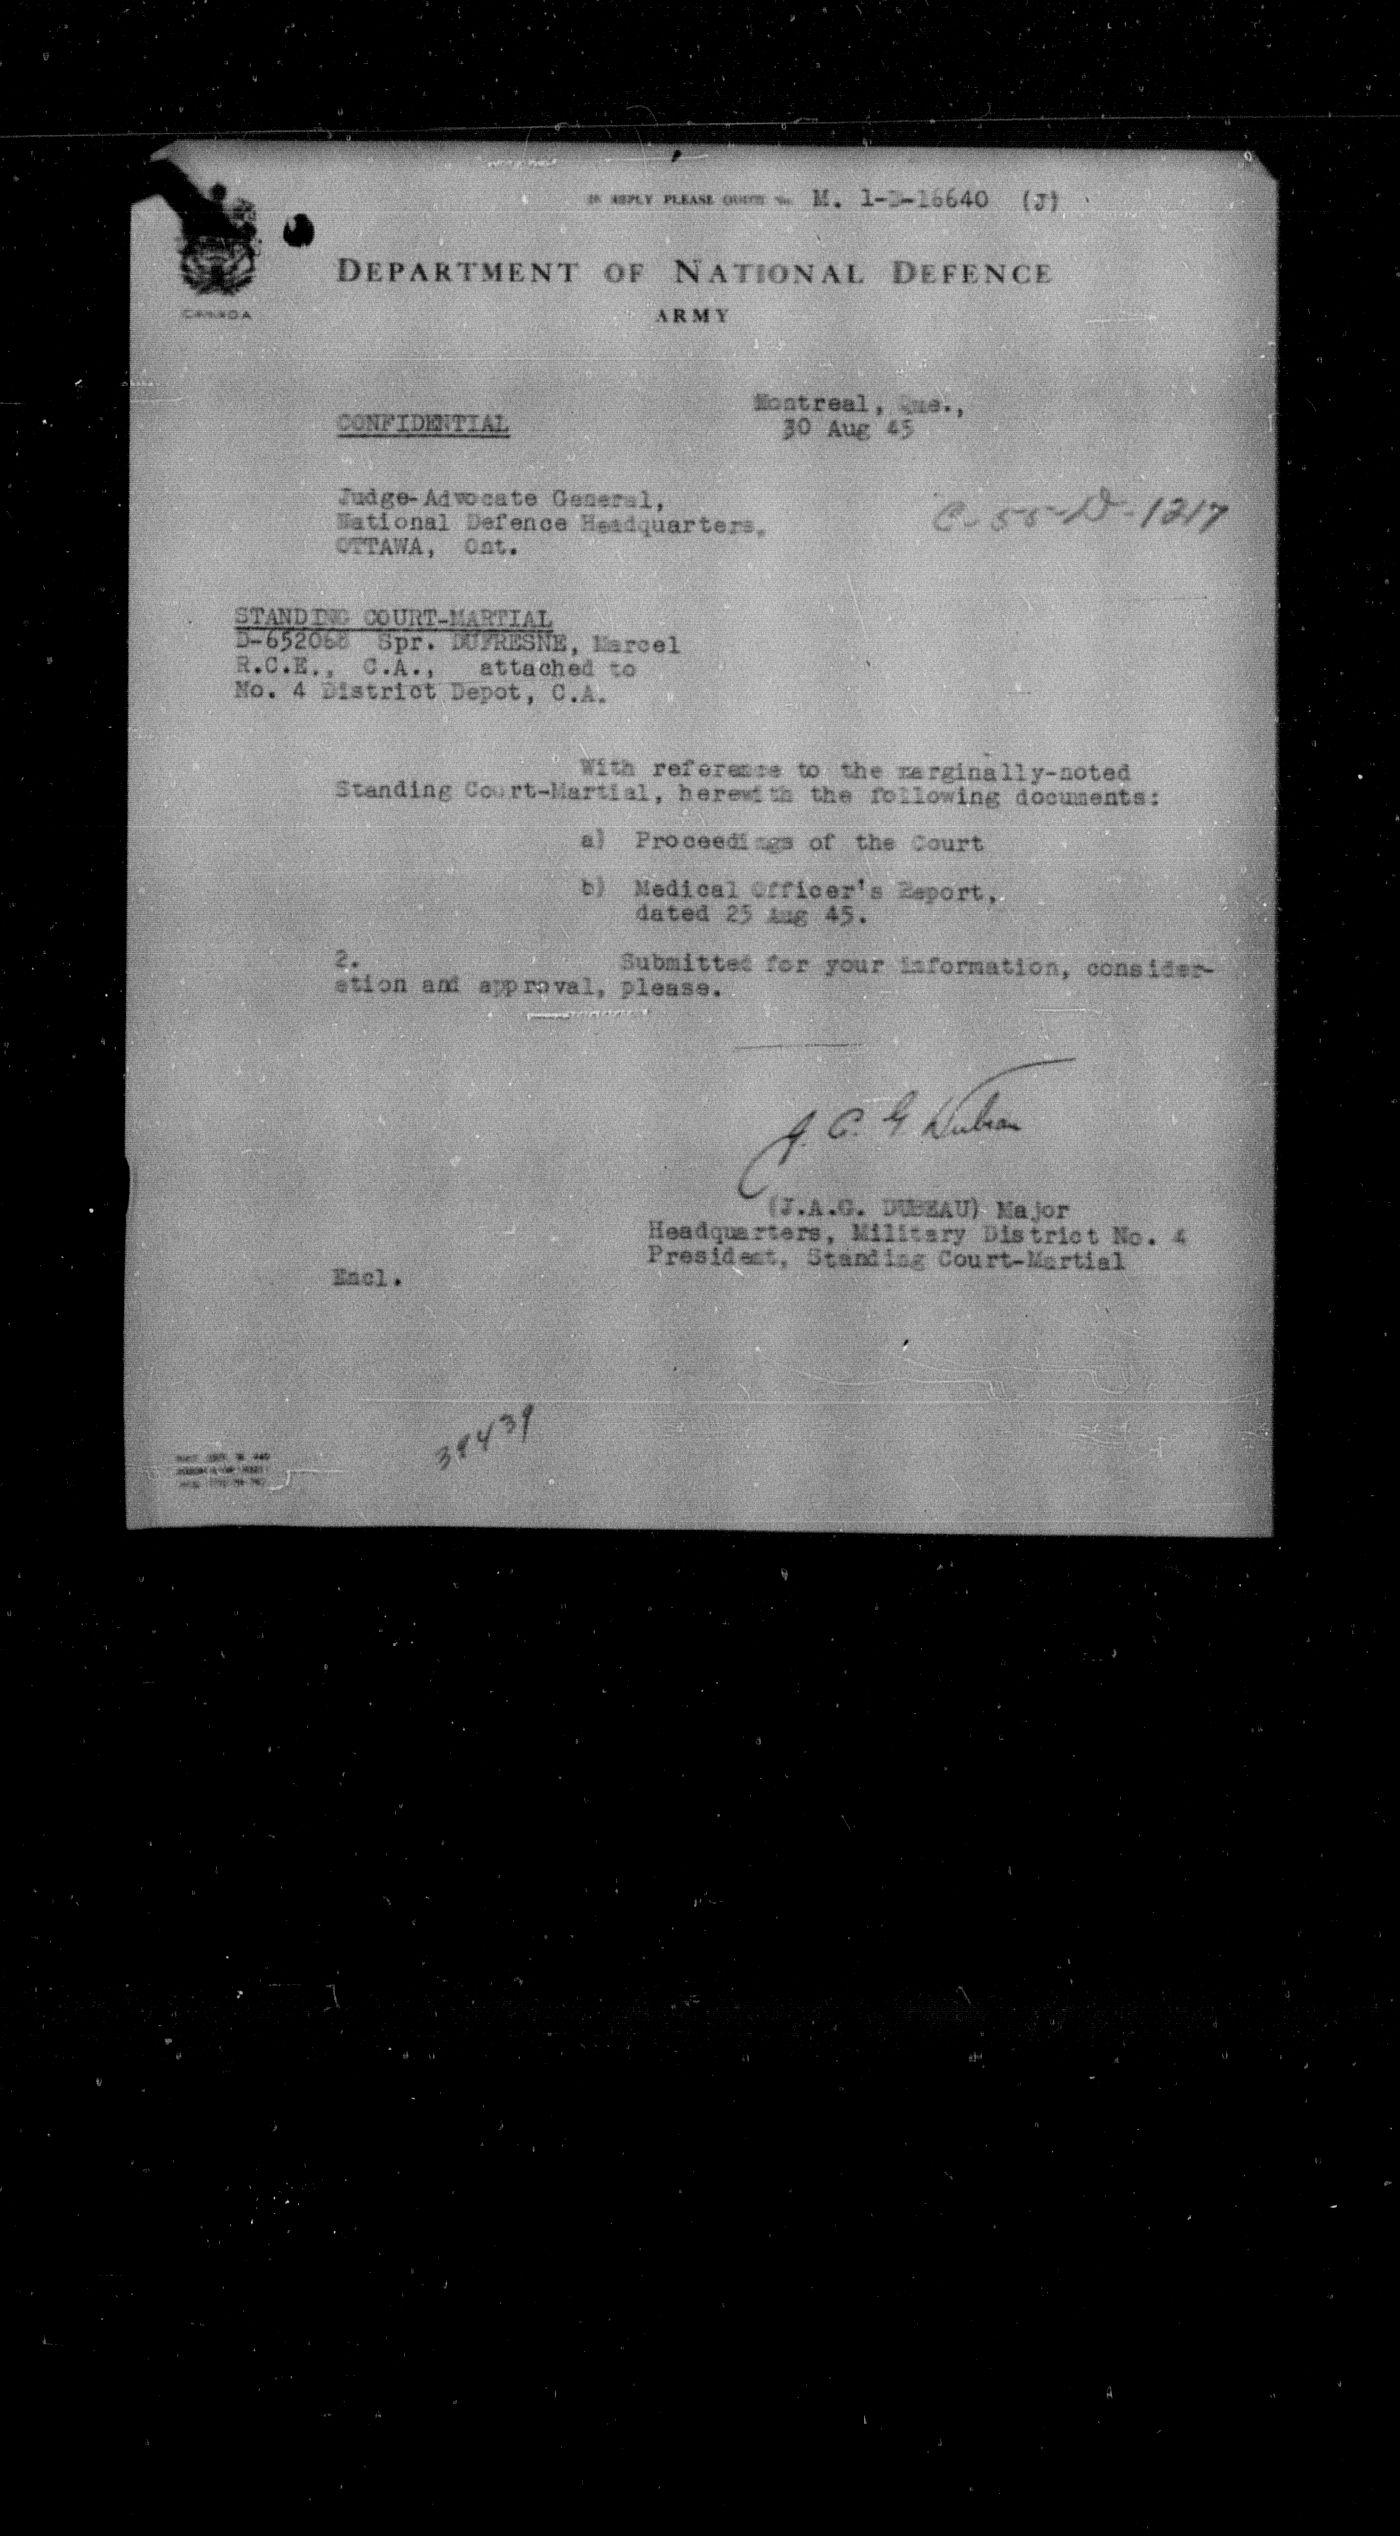 IN REPLY PLEASE QUOTE No. M. 1-D-16640 (J)
DEPARTMENT OF NATIONAL DEFENCE
ARMY
CANADA
Montreal, Que.,
30 Aug 45
CONFIDENTIAL
Judge-Advocate General,
National Defence Headquarters,
OTTAWA, Ont.
C-55-D-1217
STANDING COURT-MARTIAL
D-652068 Spr. DUFRESNE, Marcel
R.C.E., C.A., attached to
No. 4 District Depot, C.A.
With reference to the marginally-noted
Standing Court-Martial, herewith the following documents:
a) Proceedings of the Court
b) Medical Officer's Report,
dated 25 Aug 45.
2. Submitted for your information, consider-
ation and approval, please.
J. A. G. Dubeau
(J.A.G. DUBEAU) Major
Headquarters, Military District No. 4
President, Standing Court-Martial
Encl.
39439